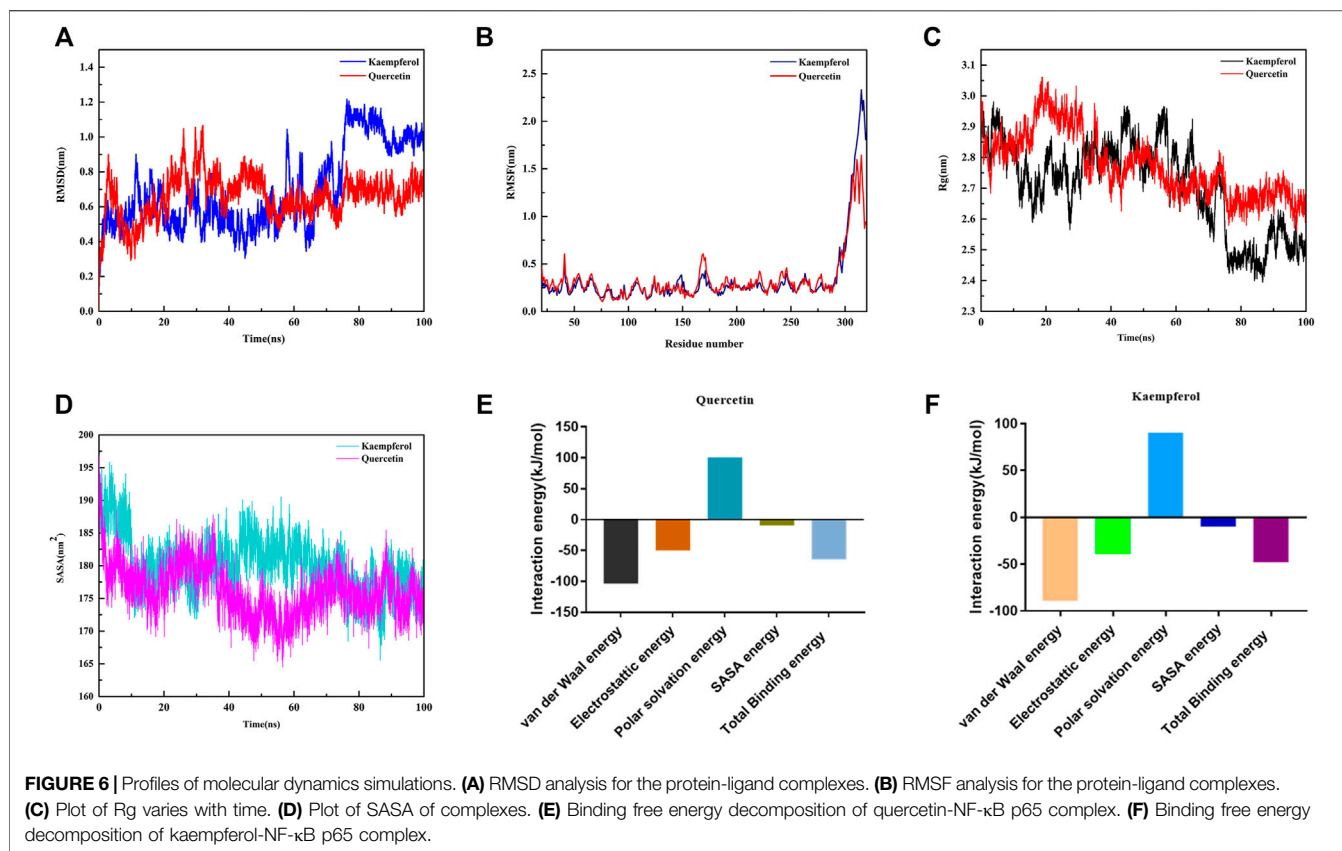 A
Kaempferol
Quercetin
RMSD(nm)
1.4
1.2
1.0
0.8
0.6
0.4
0.2
0.0
0 20 40 60 80 100
Time(ns)
B
Kaempferol
Quercetin
RMSF(nm)
3.0
2.5
2.0
1.5
1.0
0.5
0.0
50 100 150 200 250 300
Residue number
C
Kaempferol
Quercetin
Rg(nm)
3.1
3.0
2.9
2.8
2.7
2.6
2.5
2.4
2.3
0 20 40 60 80 100
Time(ns)
D
Kaempferol
Quercetin
SASA(nm²)
200
195
190
185
180
175
170
165
160
0 20 40 60 80 100
Time(ns)
E
Quercetin
Interaction energy(kJ/mol)
150
100
50
0
-50
-100
-150
van der Waal energy
Electrostattic energy
Polar solvation energy
SASA energy
Total Binding energy
F
Kaempferol
Interaction energy(kJ/mol)
100
50
0
-50
-100
van der Waal energy
Electrostattic energy
Polar solvation energy
SASA energy
Total Binding energy
FIGURE 6 | Profiles of molecular dynamics simulations. (A) RMSD analysis for the protein-ligand complexes. (B) RMSF analysis for the protein-ligand complexes.
(C) Plot of Rg varies with time. (D) Plot of SASA of complexes. (E) Binding free energy decomposition of quercetin-NF-κB p65 complex. (F) Binding free energy
decomposition of kaempferol-NF-κB p65 complex.